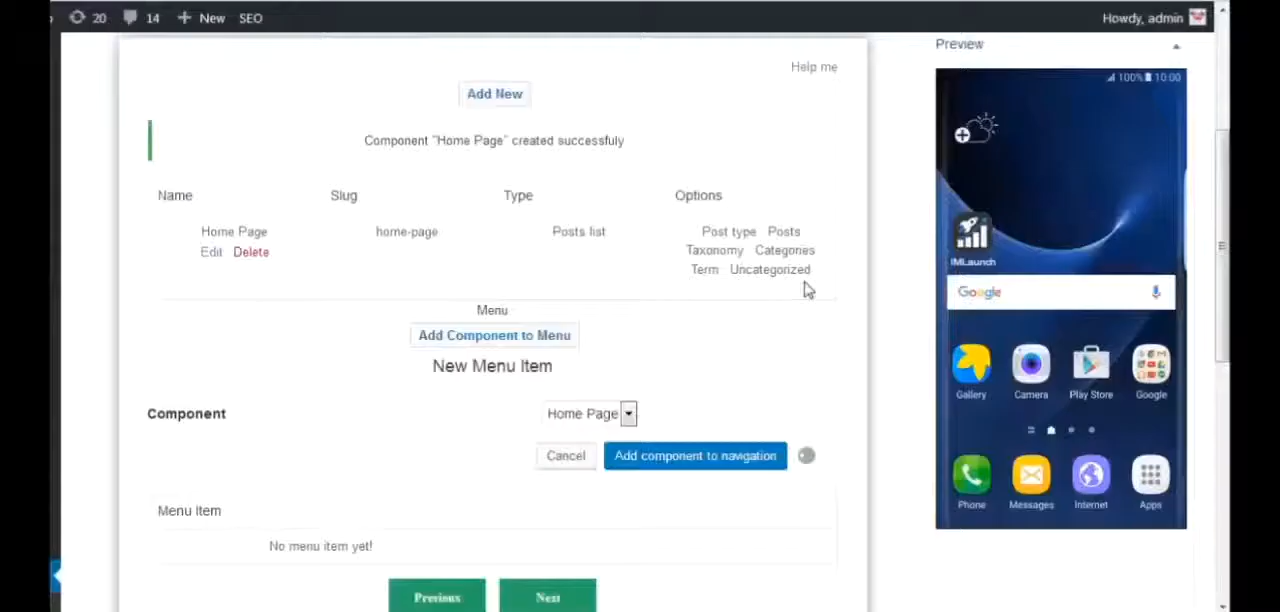 20 14 New SEO Howdy, admin
Preview
Help me
Add New
Component "Home Page" created successfuly
Name Slug Type Options
Home Page home-page Posts list Post type Posts
Edit Delete Taxonomy Categories
Term Uncategorized
Menu
Add Component to Menu
New Menu Item
Component Home Page
Cancel Add component to navigation
Menu Item
No menu item yet!
Previous Next
100% 10:00
IMLaunch
Google
Gallery Camera Play Store Google
Phone Messages Internet Apps